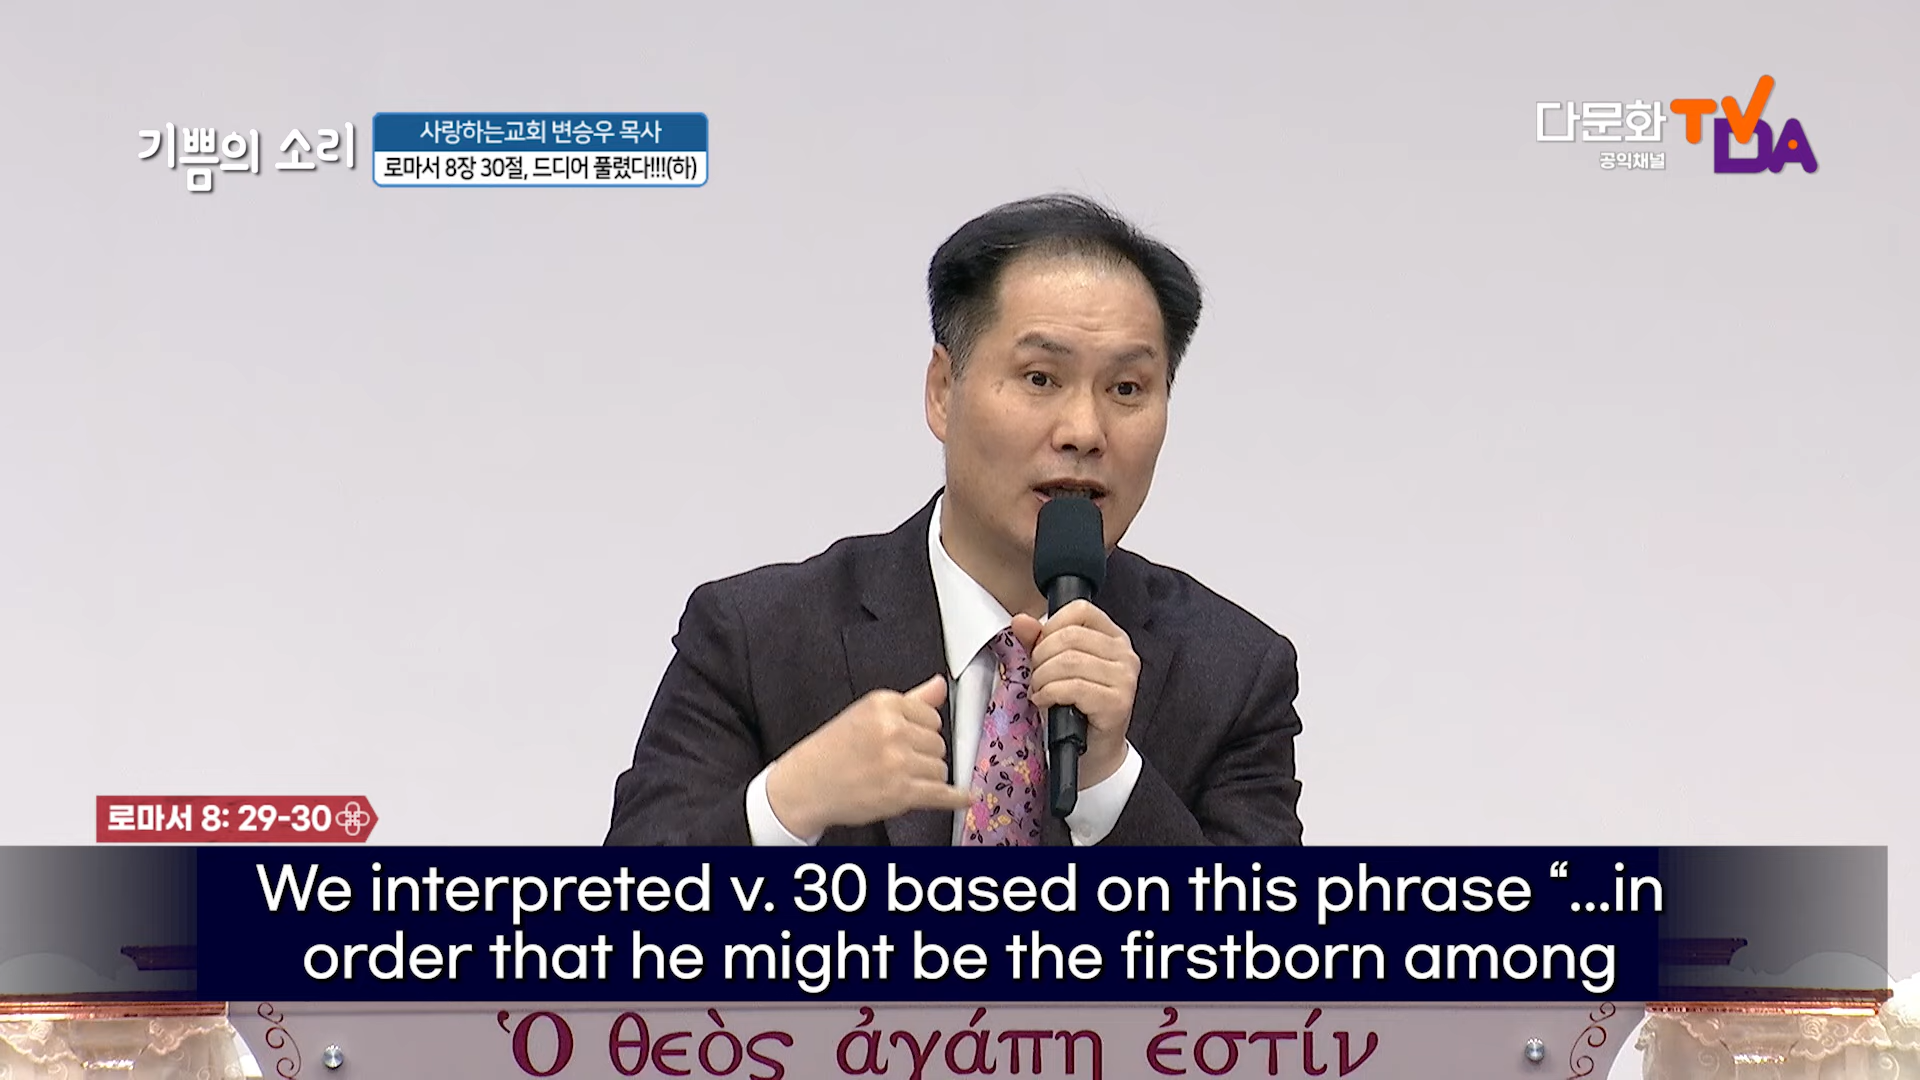 기쁨의 소리
사랑하는교회 변승우 목사
로마서 8장 30절, 드디어 풀렸다!!!(하)
다문화 TV
DA
공익채널
로마서 8: 29-30
We interpreted v. 30 based on this phrase “...in
order that he might be the firstborn among
Ὁ θεὸς ἀγάπη ἐστίν